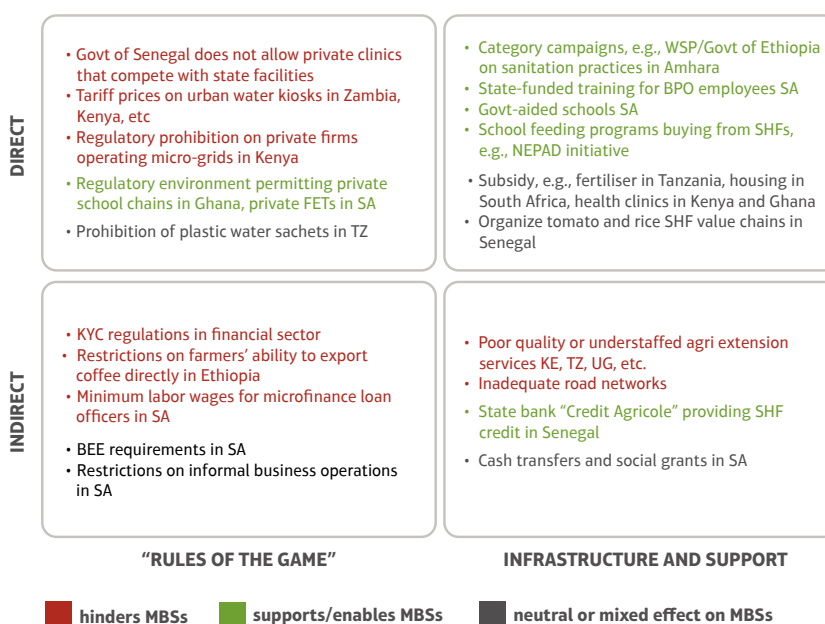 DIRECT
• Govt of Senegal does not allow private clinics
that compete with state facilities
• Tariff prices on urban water kiosks in Zambia,
Kenya, etc
• Regulatory prohibition on private firms
operating micro-grids in Kenya
• Regulatory environment permitting private
school chains in Ghana, private FETs in SA
• Prohibition of plastic water sachets in TZ
• Category campaigns, e.g., WSP/Govt of Ethiopia
on sanitation practices in Amhara
• State-funded training for BPO employees SA
• Govt-aided schools SA
• School feeding programs buying from SHFs,
e.g., NEPAD initiative
• Subsidy, e.g., fertiliser in Tanzania, housing in
South Africa, health clinics in Kenya and Ghana
• Organize tomato and rice SHF value chains in
Senegal
INDIRECT
• KYC regulations in financial sector
• Restrictions on farmers’ ability to export
coffee directly in Ethiopia
• Minimum labor wages for microfinance loan
officers in SA
• BEE requirements in SA
• Restrictions on informal business operations
in SA
• Poor quality or understaffed agri extension
services KE, TZ, UG, etc.
• Inadequate road networks
• State bank “Credit Agricole” providing SHF
credit in Senegal
• Cash transfers and social grants in SA
“RULES OF THE GAME”
INFRASTRUCTURE AND SUPPORT
hinders MBSs
supports/enables MBSs
neutral or mixed effect on MBSs